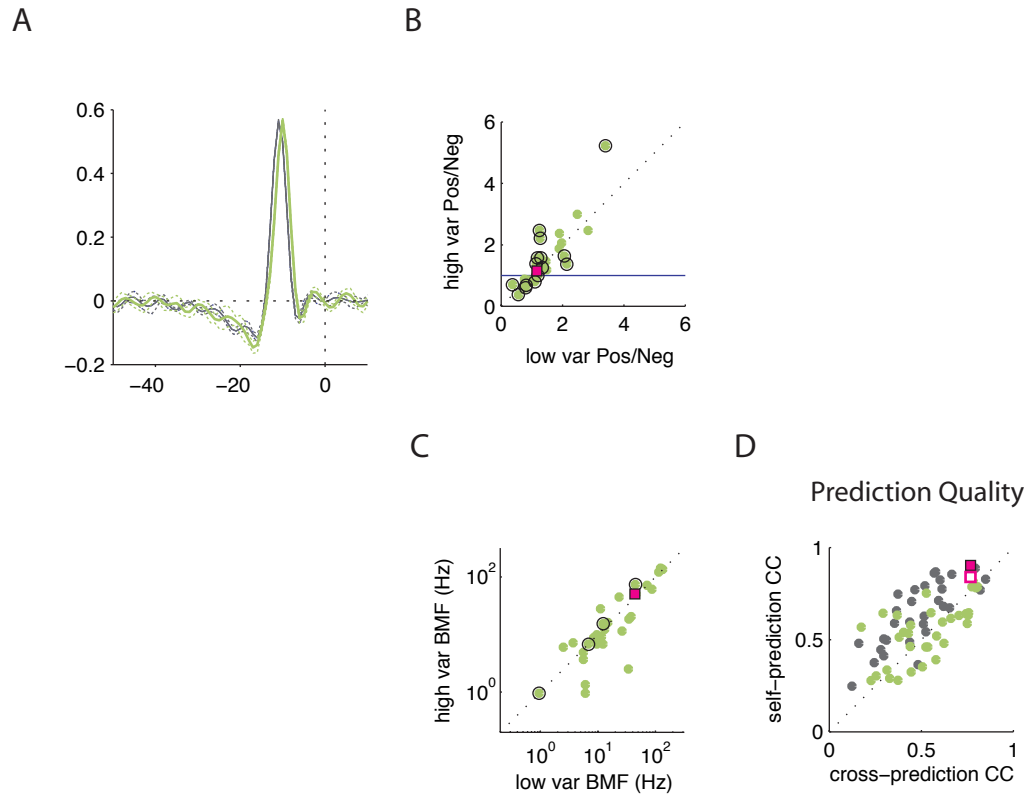 A
B
0.6
0.4
0.2
0
−0.2
−40
−20
0
high var Pos/Neg
6
4
2
0
0
2
4
6
low var Pos/Neg
C
D
Prediction Quality
high var BMF (Hz)
10²
10⁰
10⁰
10¹
10²
low var BMF (Hz)
self−prediction CC
1
0.5
0
0
0.5
1
cross−prediction CC